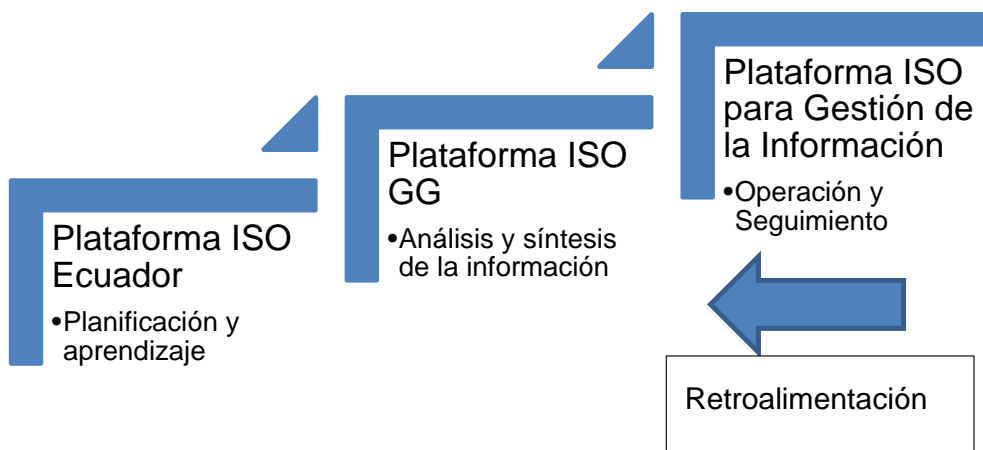 Plataforma ISO
Ecuador
•Planificación y
aprendizaje
Plataforma ISO
GG
•Análisis y síntesis
de la información
Plataforma ISO
para Gestión de
la Información
•Operación y
Seguimiento
Retroalimentación